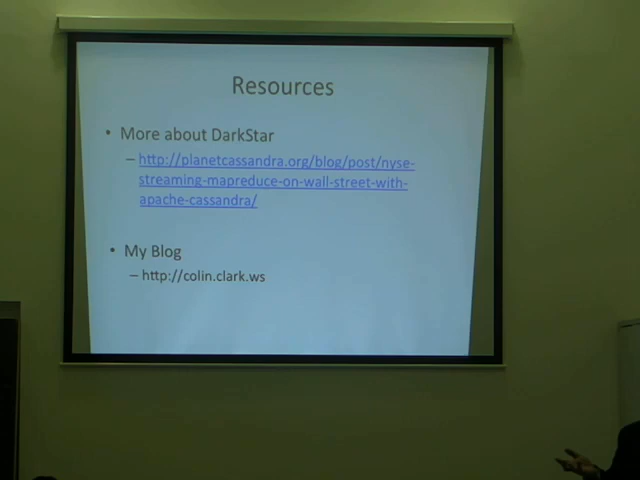 Resources
• More about DarkStar
– http://planetcassandra.org/blog/post/nyse-
streaming-mapreduce-on-wall-street-with-
apache-cassandra/
• My Blog
– http://colin.clark.ws